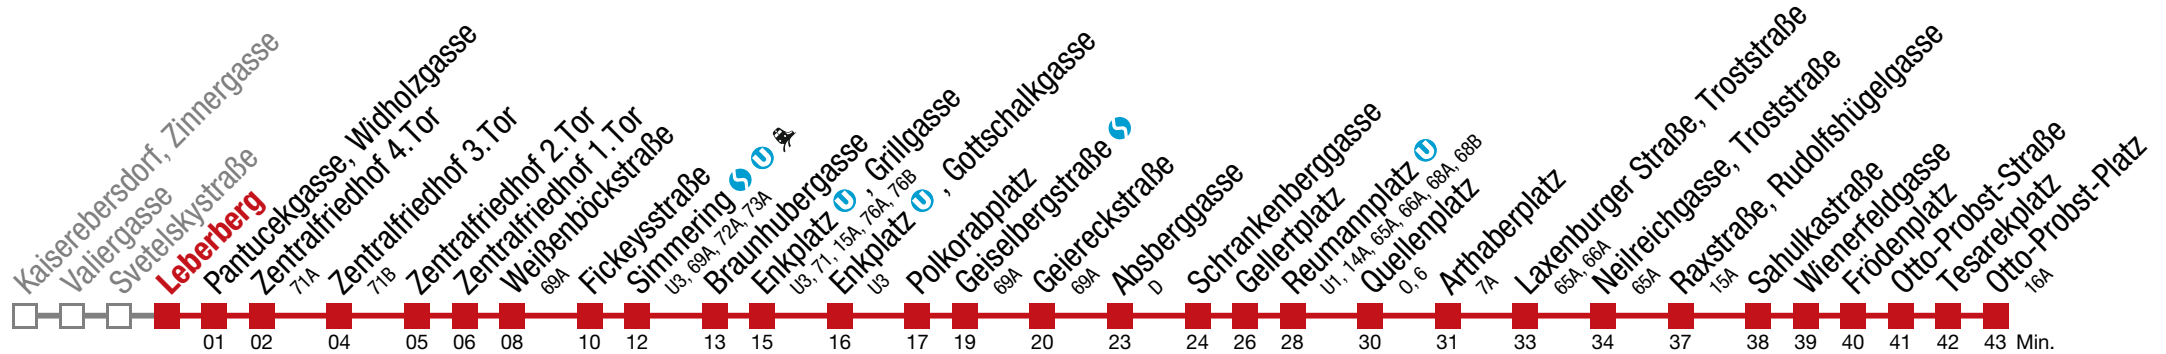 Kaiserebersdorf, Zinnergasse
Valiergasse
Svetelskystraße
Leberberg
Pantucekgasse, Widholzgasse
Zentralfriedhof 4.Tor
71A
Zentralfriedhof 3.Tor
71B
Zentralfriedhof 2.Tor
Zentralfriedhof 1.Tor
Weißenböckstraße
69A
Fickeysstraße
Simmering S U
U3, 69A, 72A, 73A
Braunhubergasse
Enkplatz U , Grillgasse
U3, 71, 15A, 76A, 76B
Enkplatz U , Gottschalkgasse
U3
Polkorabplatz
Geiselbergstraße S
69A
Geiereckstraße
69A
Absberggasse
D
Schrankenberggasse
Gellertplatz
Reumannplatz U
U1, 14A, 65A, 66A, 68A, 68B
Quellenplatz
O, 6
Arthaberplatz
7A
Laxenburger Straße, Troststraße
65A, 66A
Neilreichgasse, Troststraße
65A
Raxstraße, Rudolfshügelgasse
15A
Sahulkastraße
Wienerfeldgasse
Frödenplatz
Otto-Probst-Straße
Tesarekplatz
Otto-Probst-Platz
16A
01 02 04 05 06 08 10 12 13 15 16 17 19 20 23 24 26 28 30 31 33 34 37 38 39 40 41 42 43 Min.